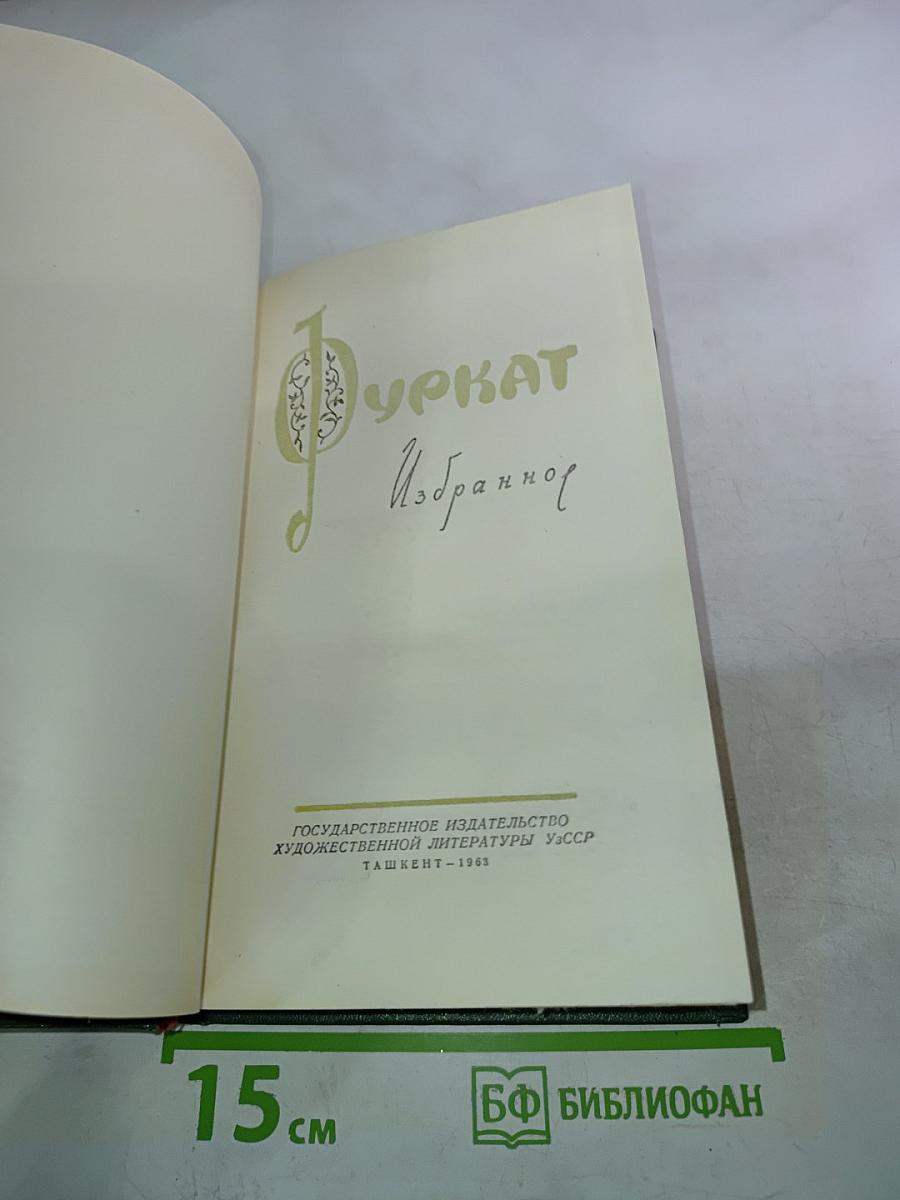 ФУРКАТ
Избранное
ГОСУДАРСТВЕННОЕ ИЗДАТЕЛЬСТВО
ХУДОЖЕСТВЕННОЙ ЛИТЕРАТУРЫ УзССР
ТАШКЕНТ — 1963
15 см
БФ БИБЛИОФАН